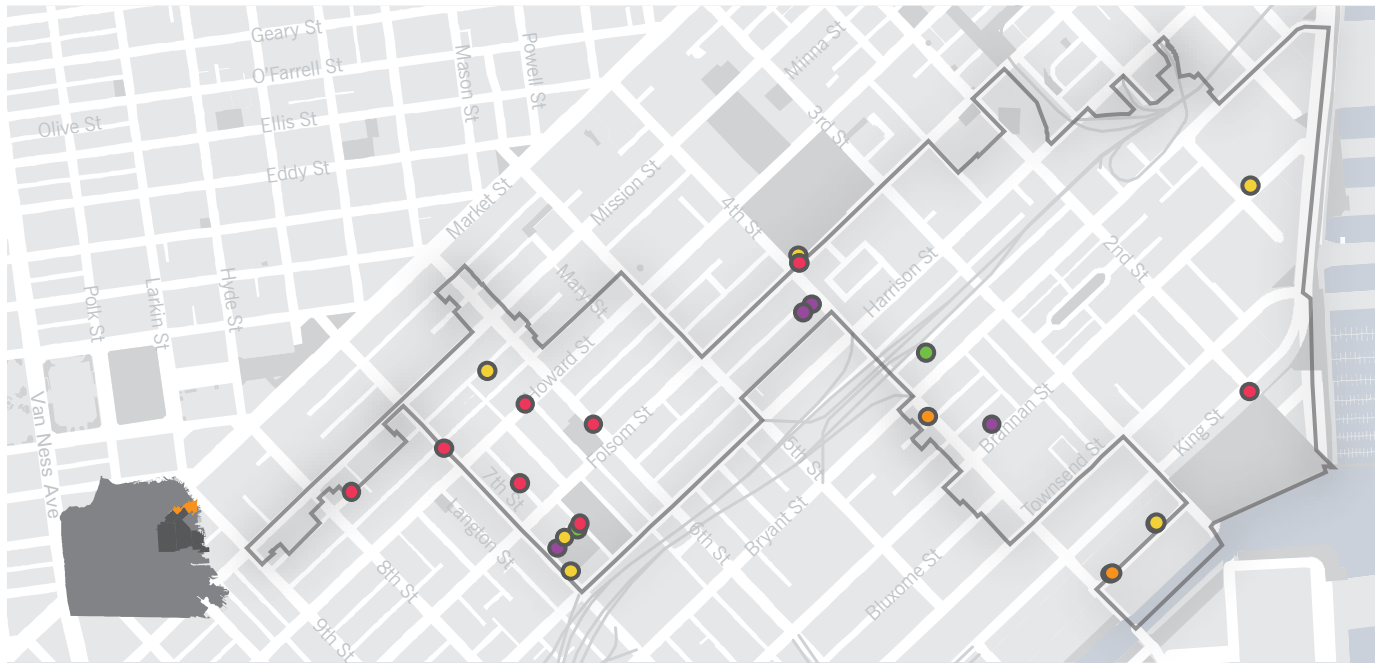 Geary St
O'Farrell St
Mason St
Powell St
Minna St
Olive St
Ellis St
3rd St
Eddy St
Mission St
Market St
4th St
2nd St
Harrison St
Mary St
Hyde St
Larkin St
Polk St
Howard St
Folsom St
Brannan St
King St
Van Ness Ave
7th St
5th St
Townsend St
Langton St
6th St
Bryant St
8th St
Bluxome St
9th St